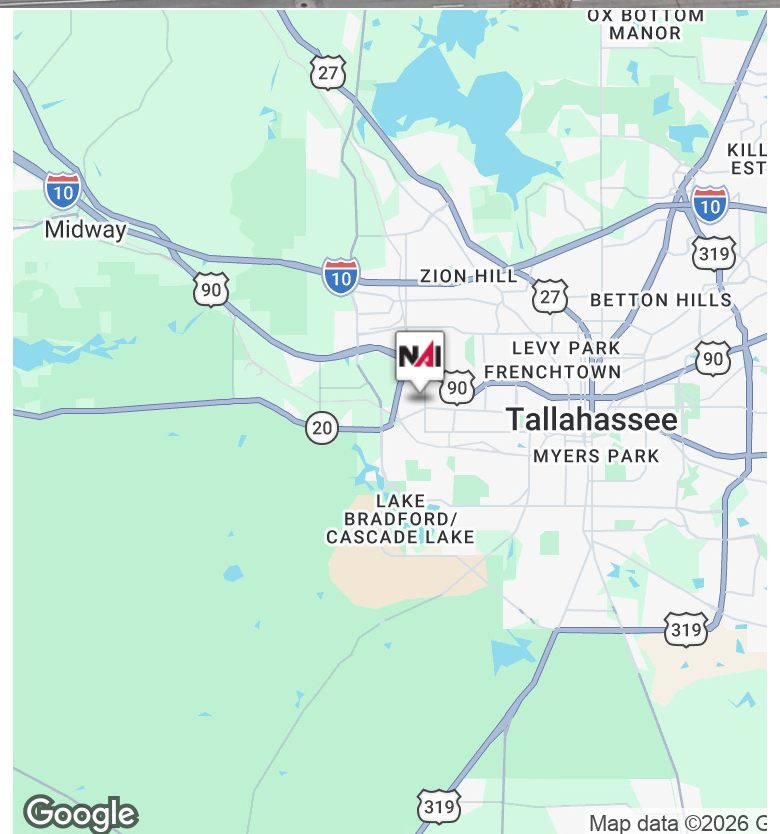 OX BOTTOM
MANOR
27
KILL
EST
10
10
Midway
319
10
ZION HILL
90
27
BETTON HILLS
NAI
LEVY PARK
90
FRENCHTOWN
90
Tallahassee
20
MYERS PARK
LAKE
BRADFORD/
CASCADE LAKE
319
319
Google
Map data ©2026 G